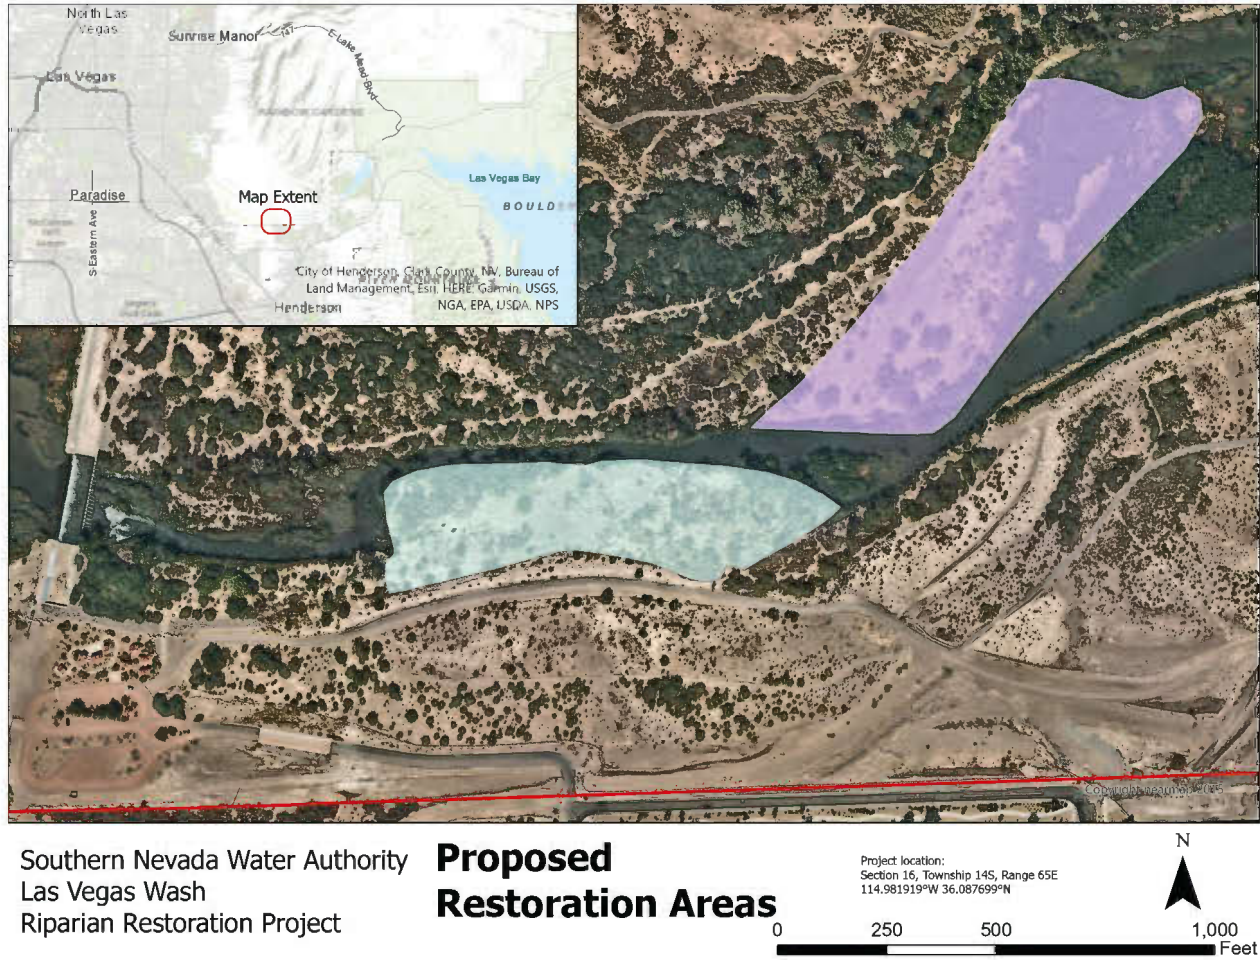 North Las
Vegas
Sunrise Manor
147
E Lake Mead Blvd
Las Vegas
Las Vegas Bay
BOULD
Paradise
Map Extent
S Eastern Ave
City of Henderson, Clark County, NV, Bureau of
Land Management, Esri, HERE, Garmin, USGS,
NGA, EPA, USDA, NPS
Henderson
Southern Nevada Water Authority
Las Vegas Wash
Riparian Restoration Project
Proposed
Restoration Areas
Project location:
Section 16, Township 14S, Range 65E
114.981919°W 36.087699°N
N
0 250 500 1,000
Feet